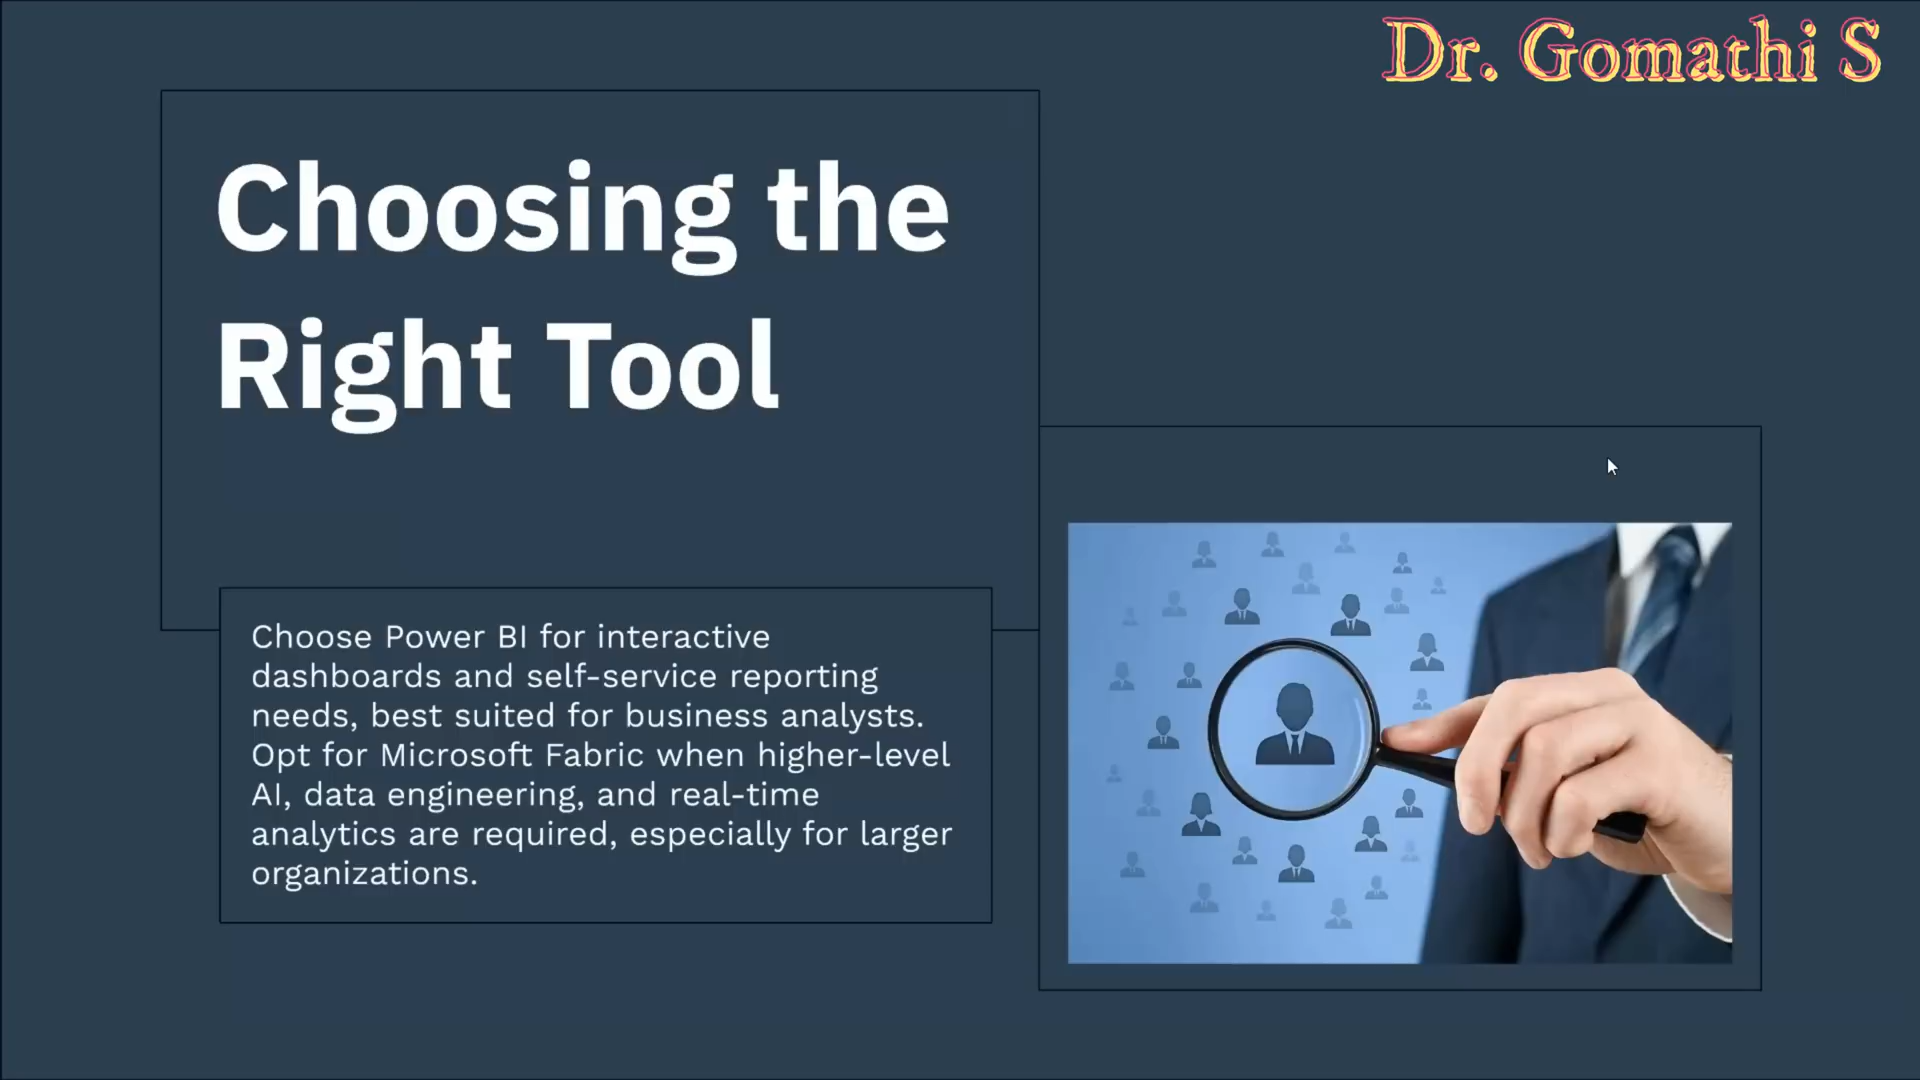 Dr. Gomathi S
Choosing the
Right Tool
Choose Power BI for interactive
dashboards and self-service reporting
needs, best suited for business analysts.
Opt for Microsoft Fabric when higher-level
AI, data engineering, and real-time
analytics are required, especially for larger
organizations.